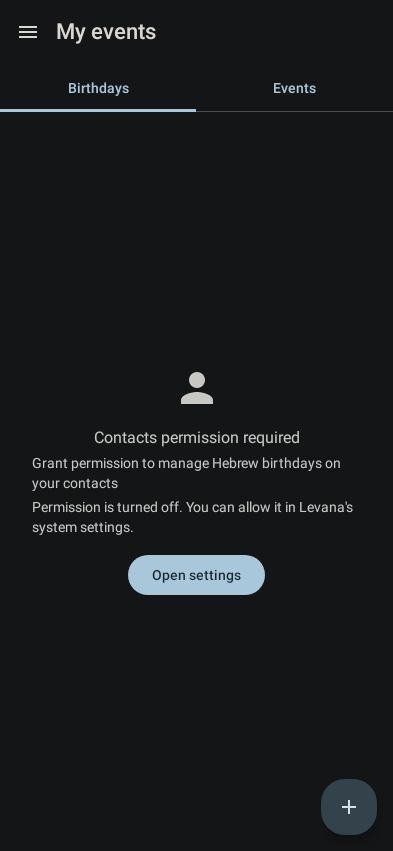 My events
Birthdays
Events
Contacts permission required
Grant permission to manage Hebrew birthdays on
your contacts
Permission is turned off. You can allow it in Levana's
system settings.
Open settings